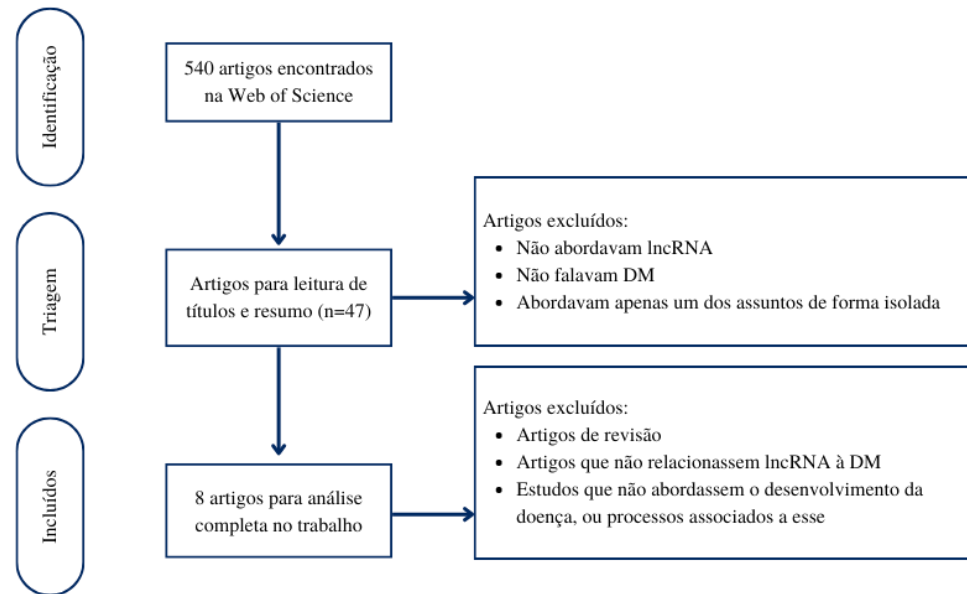 Identificação
540 artigos encontrados
na Web of Science
Triagem
Artigos para leitura de
títulos e resumo (n=47)
Artigos excluídos:
• Não abordavam lncRNA
• Não falavam DM
• Abordavam apenas um dos assuntos de forma isolada
Incluídos
8 artigos para análise
completa no trabalho
Artigos excluídos:
• Artigos de revisão
• Artigos que não relacionassem lncRNA à DM
• Estudos que não abordassem o desenvolvimento da
doença, ou processos associados a esse